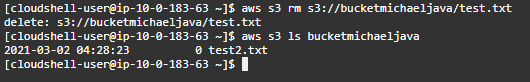 [cloudshell-user@ip-10-0-183-63 ~]$ aws s3 rm s3://bucketmichaeljava/test.txt
delete: s3://bucketmichaeljava/test.txt
[cloudshell-user@ip-10-0-183-63 ~]$ aws s3 ls bucketmichaeljava
2021-03-02 04:28:23          0 test2.txt
[cloudshell-user@ip-10-0-183-63 ~]$